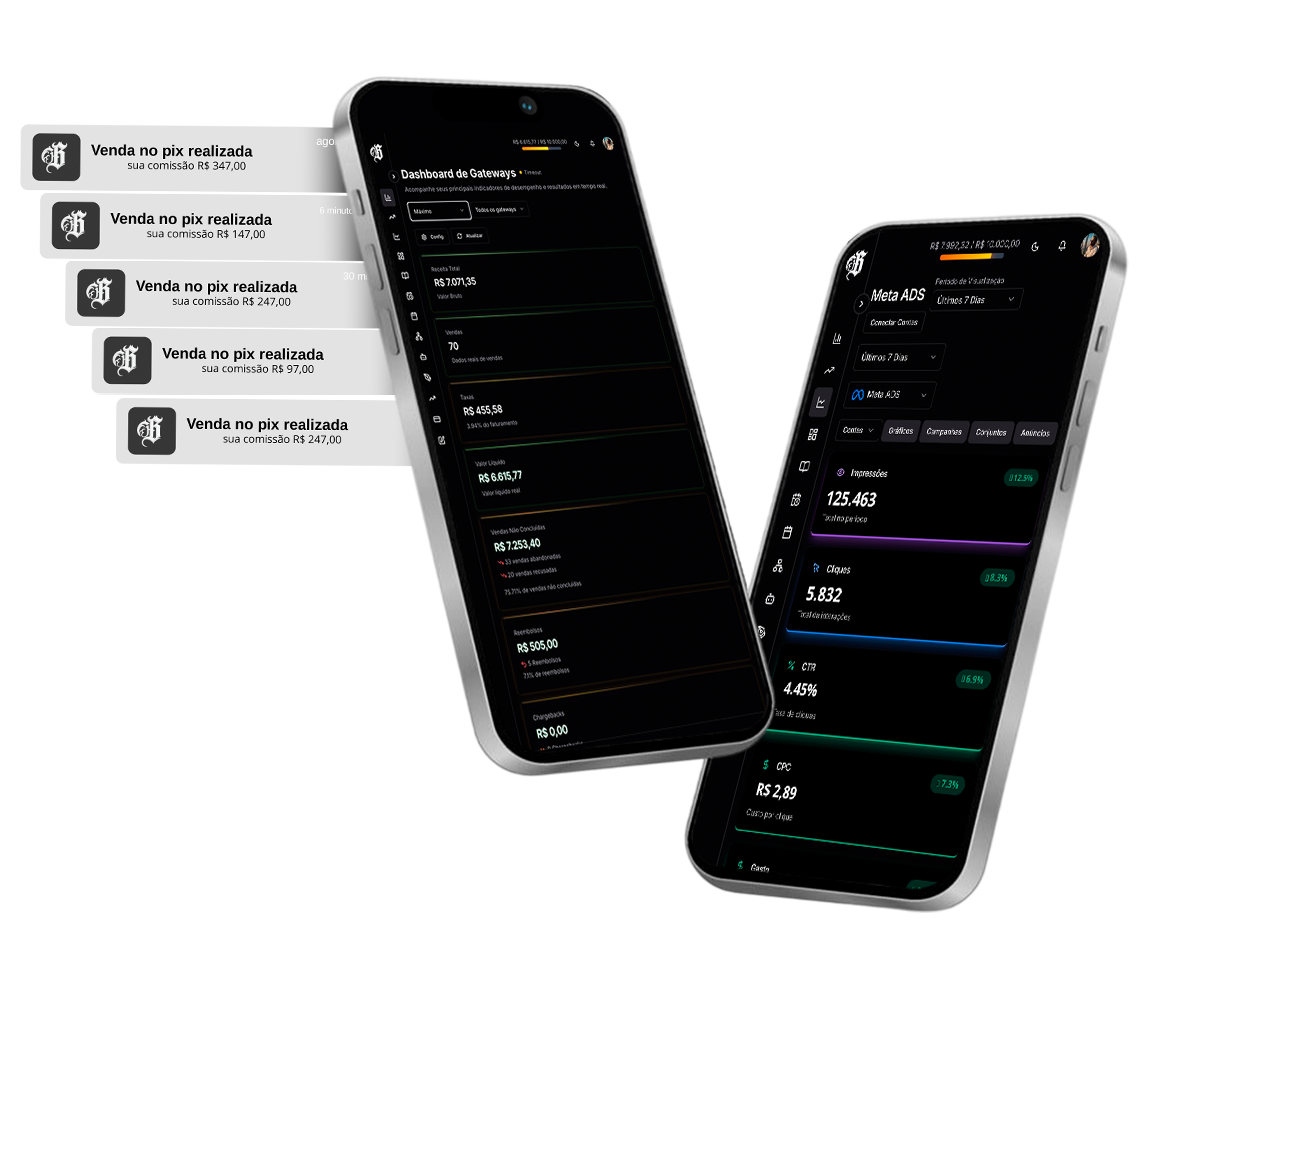 Venda no pix realizada
sua comissão R$ 347,00
Venda no pix realizada
sua comissão R$ 147,00
Venda no pix realizada
sua comissão R$ 247,00
Venda no pix realizada
sua comissão R$ 97,00
Venda no pix realizada
sua comissão R$ 247,00
R$ 6.615,77 / R$ 10.000,00
Dashboard de Gateways
Timeout
Acompanhe seus principais indicadores de desempenho e resultados em tempo real.
Máximo
Todos os gateways
Config
Atualizar
Receita Total
R$ 7.071,35
Valor Bruto
Vendas
70
Dados reais de vendas
Taxas
R$ 455,58
3.94% do faturamento
Valor Líquido
R$ 6.615,77
Valor líquido real
Vendas Não Concluídas
R$ 7.253,40
33 vendas abandonadas
20 vendas recusadas
75.71% de vendas não concluídas
Reembolsos
R$ 505,00
5 Reembolsos
7.1% de reembolsos
Chargebacks
R$ 0,00
R$ 7.992,52 / R$ 10.000,00
Meta ADS
Período de Visualização
Últimos 7 Dias
Conectar Contas
Últimos 7 Dias
Meta ADS
Contas
Gráficos
Campanhas
Conjuntos
Anúncios
Impressões
12.5%
125.463
Total no período
Cliques
8.3%
5.832
Total de interações
CTR
6.9%
4.45%
Taxa de cliques
CPC
7.3%
R$ 2,89
Custo por clique
Gasto